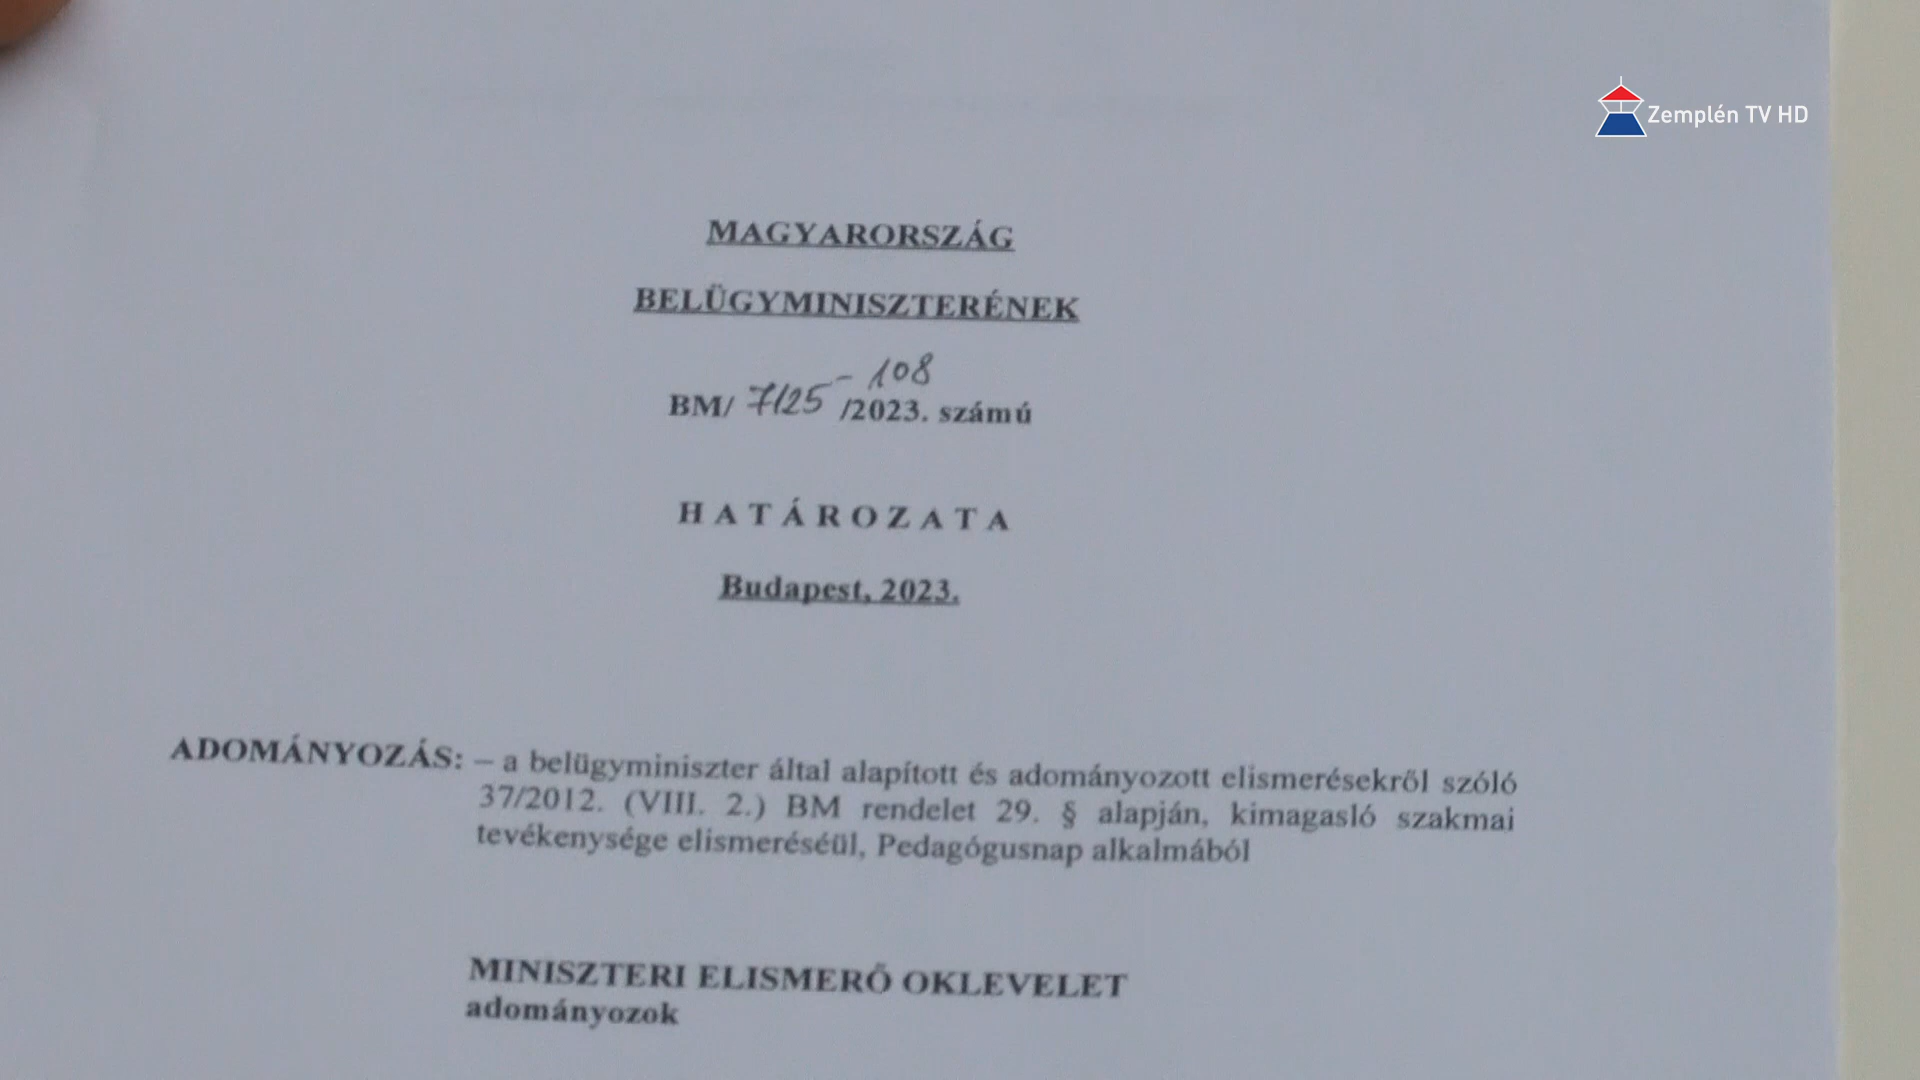 Zemplén TV HD
MAGYARORSZÁG
BELÜGYMINISZTERÉNEK
BM/ 7125-108 /2023. számú
HATÁROZATA
Budapest, 2023.
ADOMÁNYOZÁS: – a belügyminiszter által alapított és adományozott elismerésekről szóló
37/2012. (VIII. 2.) BM rendelet 29. § alapján, kimagasló szakmai
tevékenysége elismeréséül, Pedagógusnap alkalmából
MINISZTERI ELISMERŐ OKLEVELET
adományozok